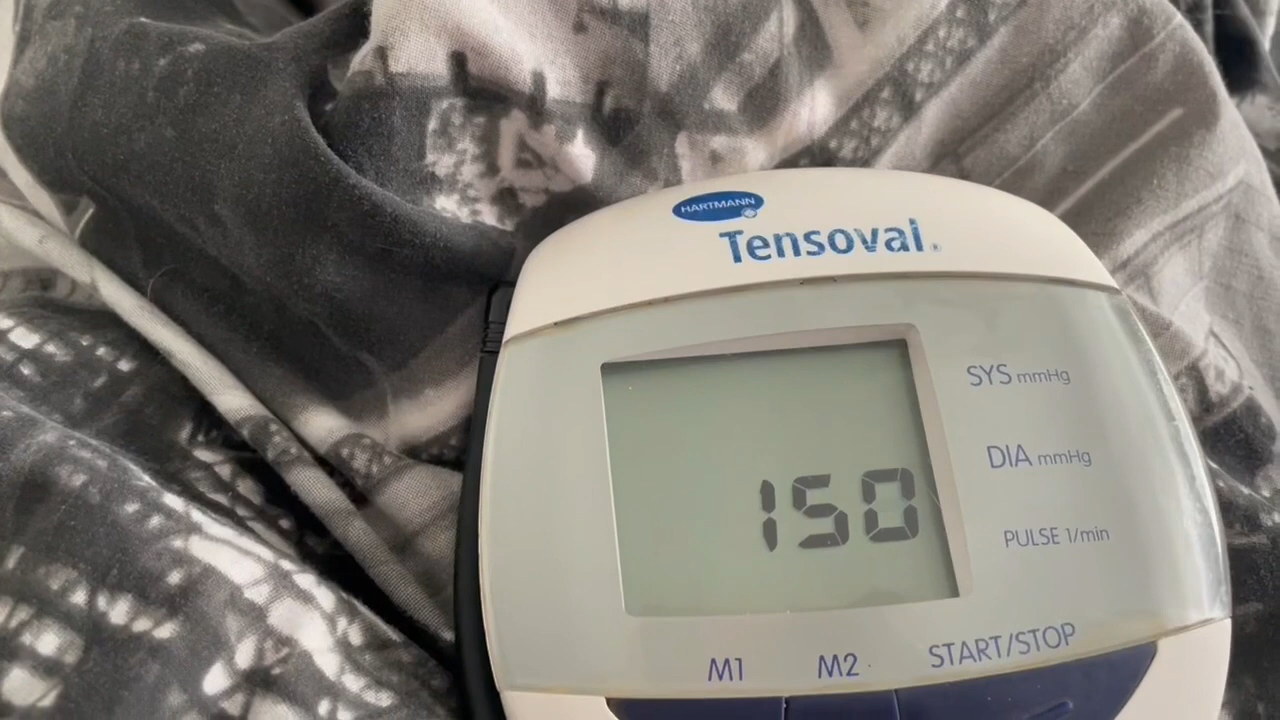 HARTMANN
Tensoval®
SYS mmHg
DIA mmHg
150
PULSE 1/min
M1 M2 START/STOP